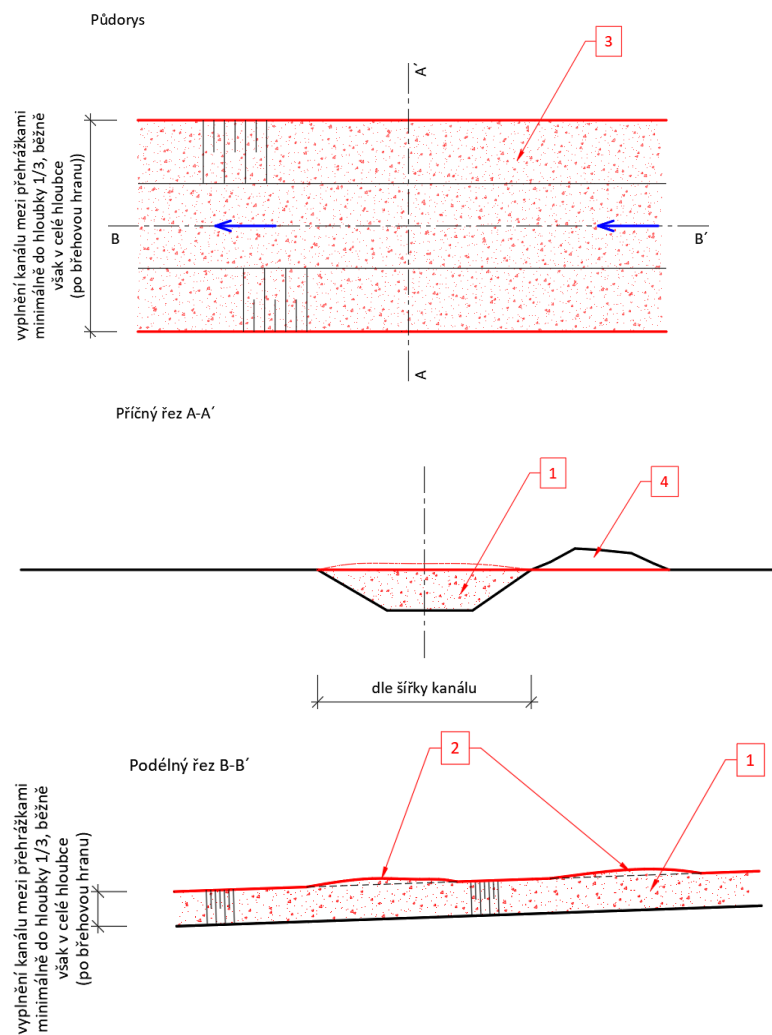 Půdorys
3
A´
vyplnění kanálu mezi přehrážkami
minimálně do hloubky 1/3, běžně
však v celé hloubce
(po břehovou hranu))
B
B´
A
Příčný řez A-A´
1
4
dle šířky kanálu
Podélný řez B-B´
2
1
vyplnění kanálu mezi přehrážkami
minimálně do hloubky 1/3, běžně
však v celé hloubce
(po břehovou hranu)